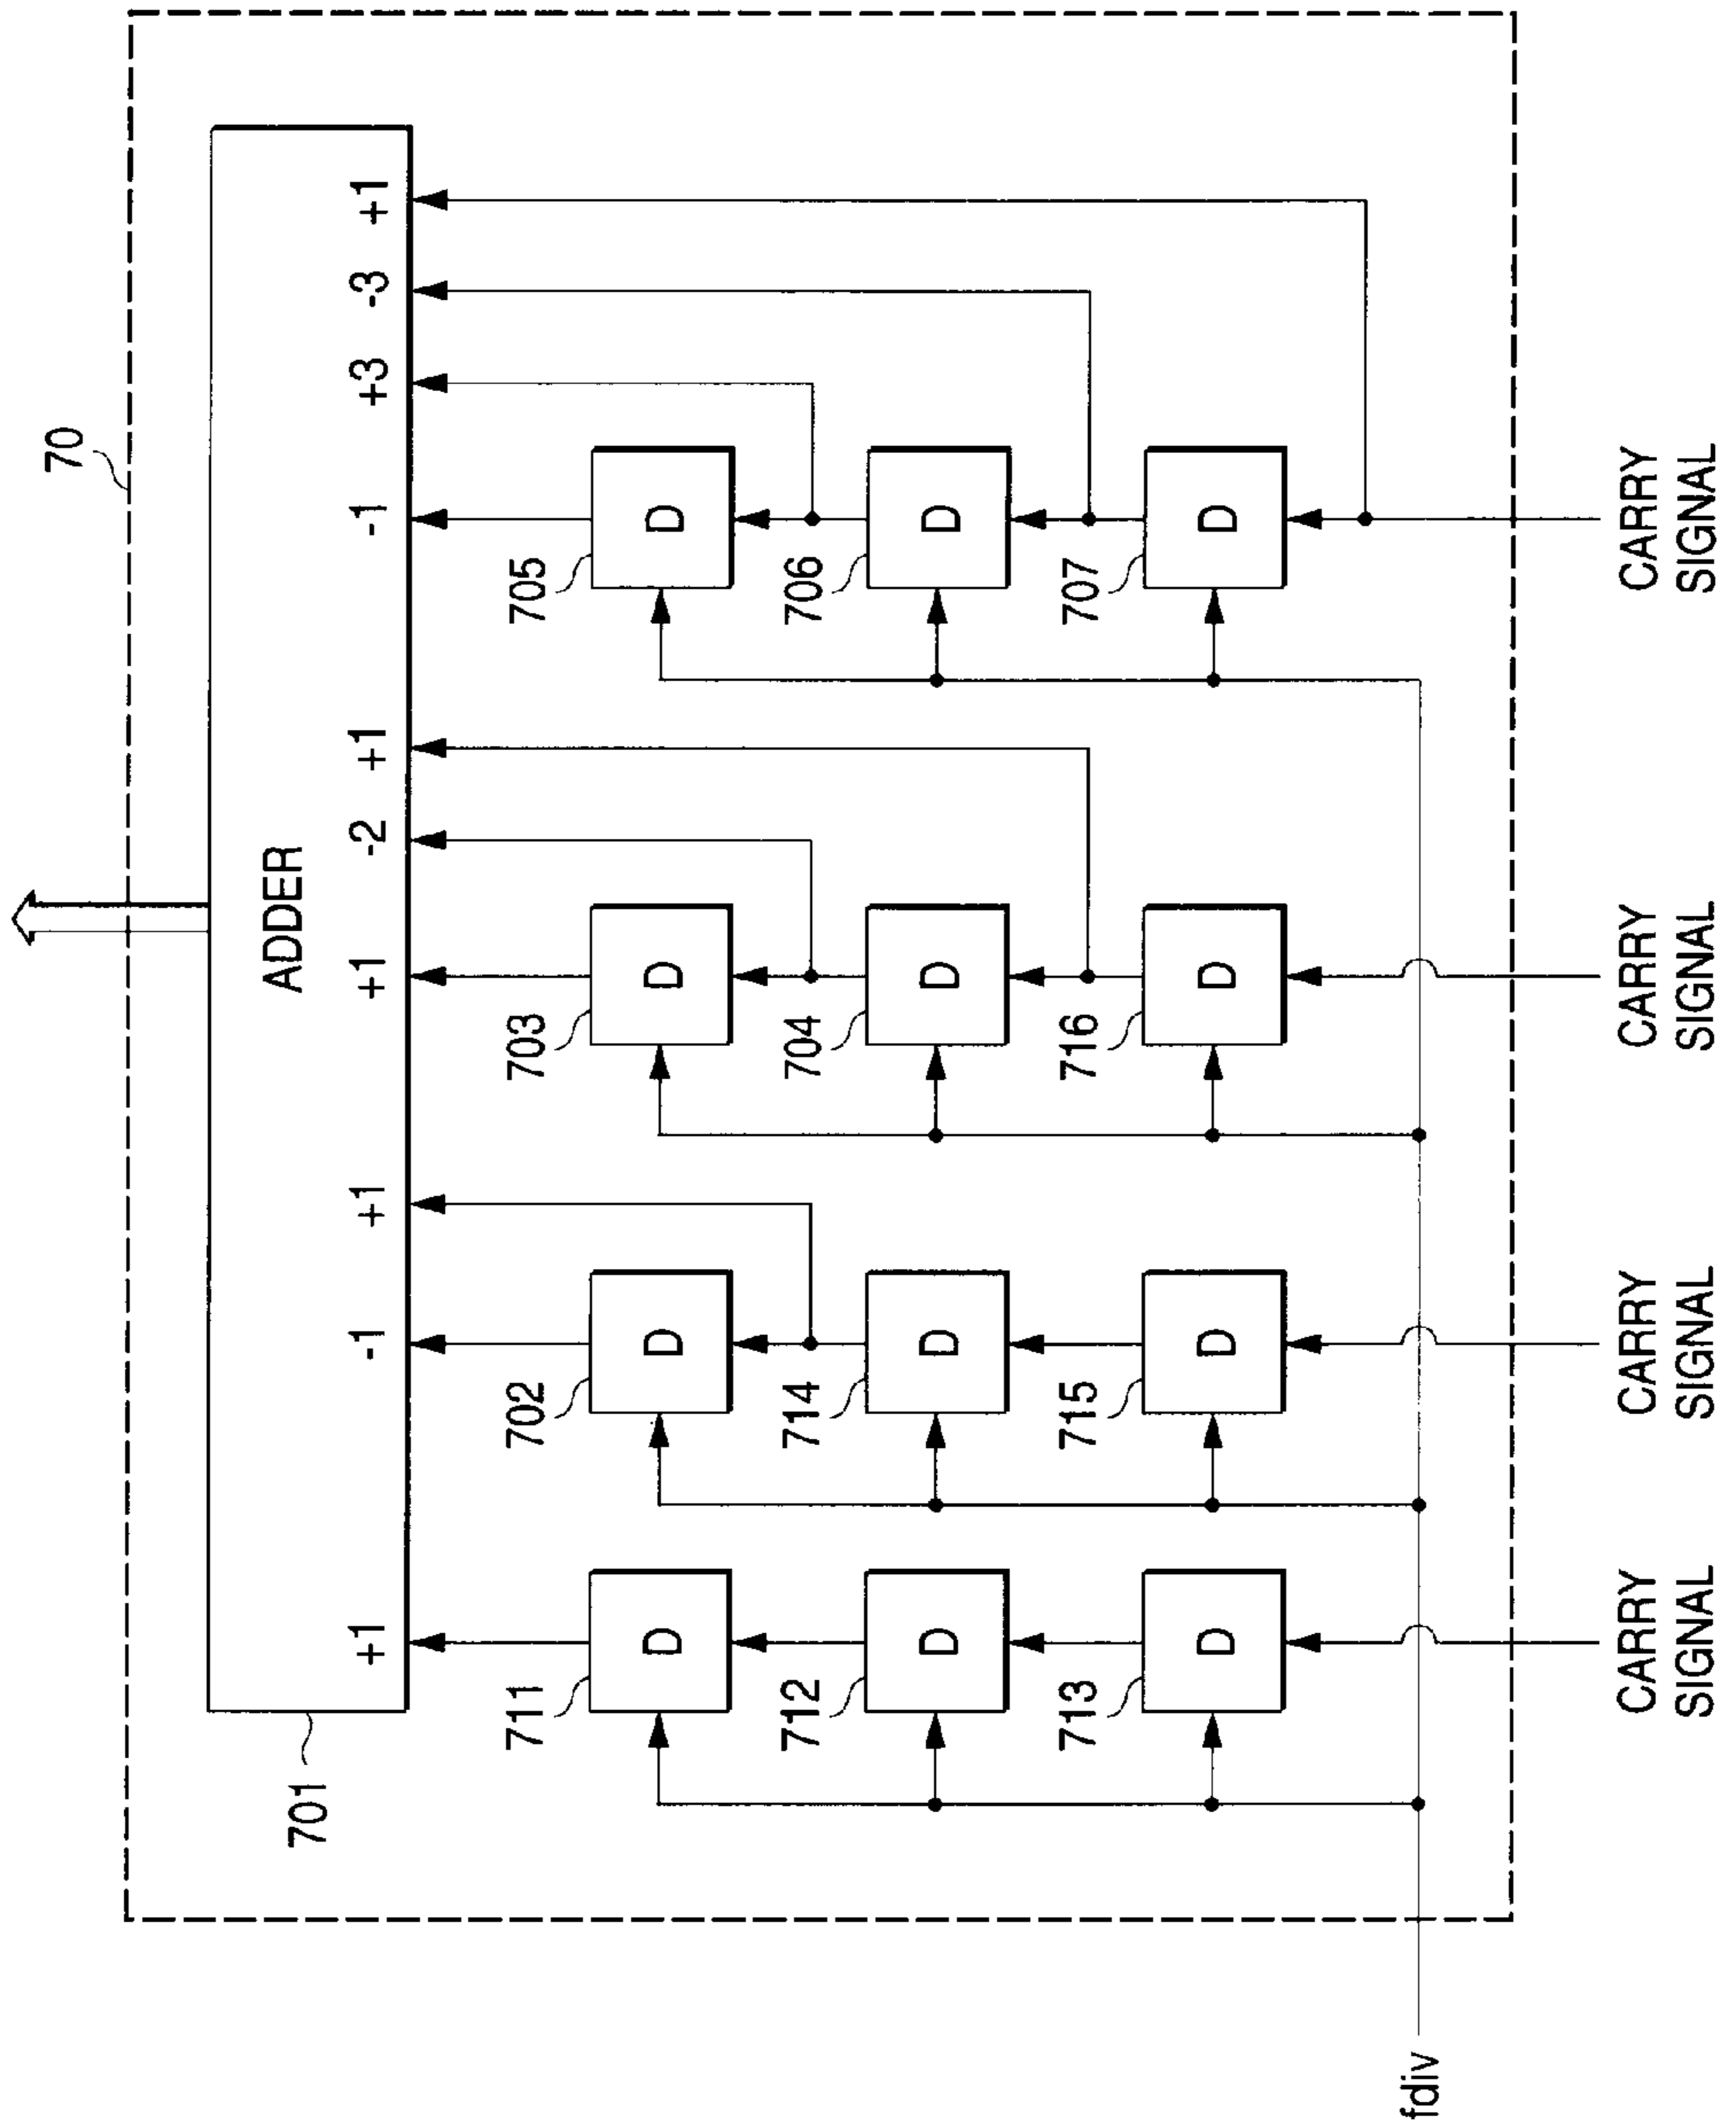 70
701
ADDER
+1
-1
+1
+1
-2
+1
-1
+3
-3
+1
711
D
702
D
703
D
705
D
712
D
714
D
704
D
706
D
713
D
715
D
716
D
707
D
fdiv
CARRY
SIGNAL
CARRY
SIGNAL
CARRY
SIGNAL
CARRY
SIGNAL